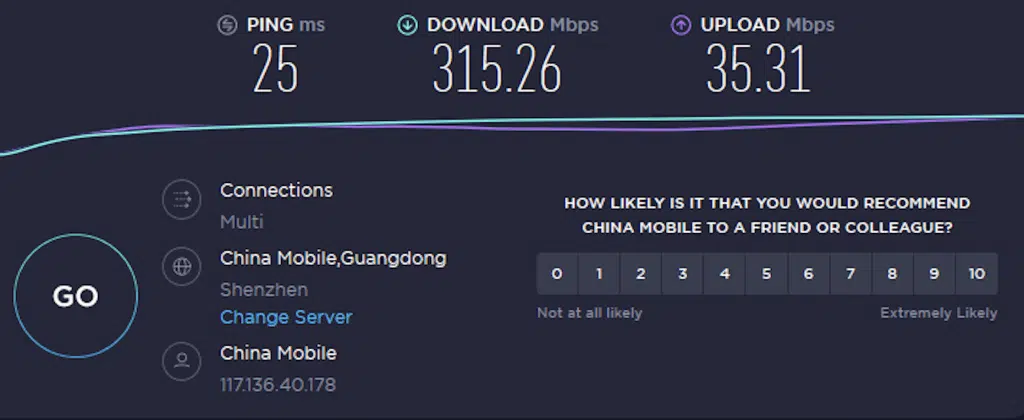 PING ms
25
DOWNLOAD Mbps
315.26
UPLOAD Mbps
35.31
GO
Connections
Multi
China Mobile,Guangdong
Shenzhen
Change Server
China Mobile
117.136.40.178
HOW LIKELY IS IT THAT YOU WOULD RECOMMEND
CHINA MOBILE TO A FRIEND OR COLLEAGUE?
0 1 2 3 4 5 6 7 8 9 10
Not at all likely Extremely Likely